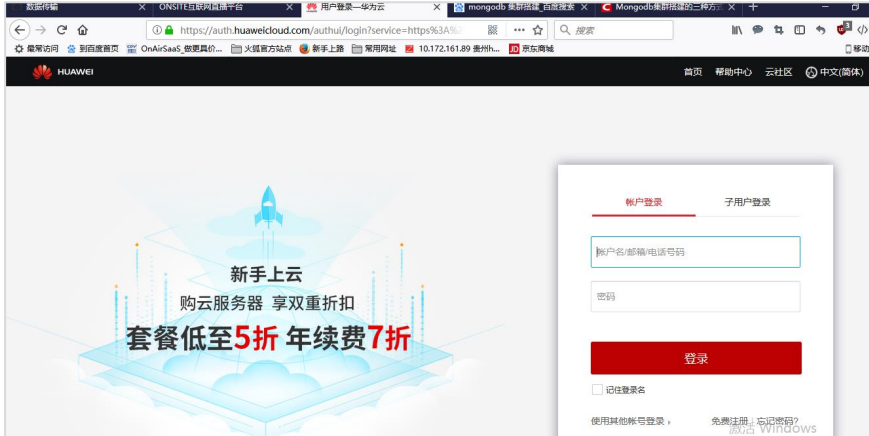 数据传输
ONSITE互联网直播平台
用户登录—华为云
mongodb 集群搭建_百度搜索
Mongodb集群搭建的三种方式
https://auth.huaweicloud.com/authui/login?service=https%3A%2
搜索
3
最常访问
到百度首页
OnAirSaaS_做更具价...
火狐官方站点
新手上路
常用网址
10.172.161.89 贵州h...
JD 京东商城
移动
HUAWEI
首页
帮助中心
云社区
中文(简体)
帐户登录
子用户登录
帐户名/邮箱/电话号码
新手上云
密码
购云服务器 享双重折扣
套餐低至5折 年续费7折
登录
记住登录名
使用其他帐号登录
免费注册
忘记密码?
激活 Windows